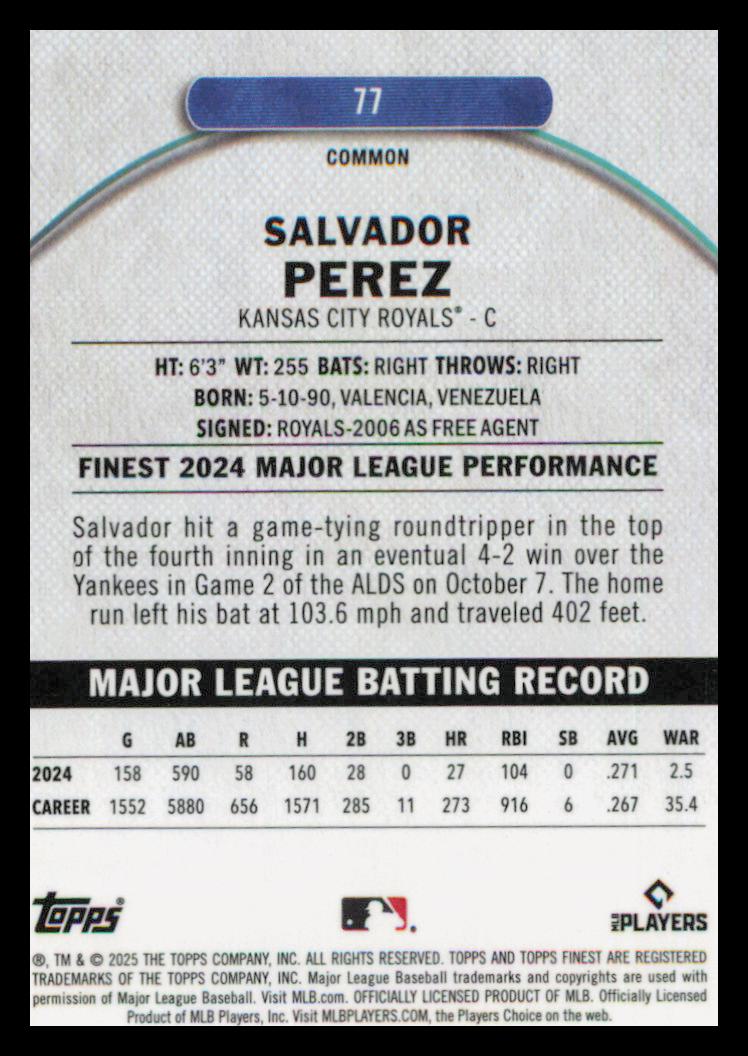 77
COMMON
SALVADOR
PEREZ
KANSAS CITY ROYALS® - C
HT: 6'3" WT: 255 BATS: RIGHT THROWS: RIGHT
BORN: 5-10-90, VALENCIA, VENEZUELA
SIGNED: ROYALS-2006 AS FREE AGENT
FINEST 2024 MAJOR LEAGUE PERFORMANCE
Salvador hit a game-tying roundtripper in the top
of the fourth inning in an eventual 4-2 win over the
Yankees in Game 2 of the ALDS on October 7. The home
run left his bat at 103.6 mph and traveled 402 feet.
MAJOR LEAGUE BATTING RECORD
G AB R H 2B 3B HR RBI SB AVG WAR
2024 158 590 58 160 28 0 27 104 0 .271 2.5
CAREER 1552 5880 656 1571 285 11 273 916 6 .267 35.4
Topps® MLB PLAYERS
®, TM & © 2025 THE TOPPS COMPANY, INC. ALL RIGHTS RESERVED. TOPPS AND TOPPS FINEST ARE REGISTERED
TRADEMARKS OF THE TOPPS COMPANY, INC. Major League Baseball trademarks and copyrights are used with
permission of Major League Baseball. Visit MLB.com. OFFICIALLY LICENSED PRODUCT OF MLB. Officially Licensed
Product of MLB Players, Inc. Visit MLBPLAYERS.COM, the Players Choice on the web.